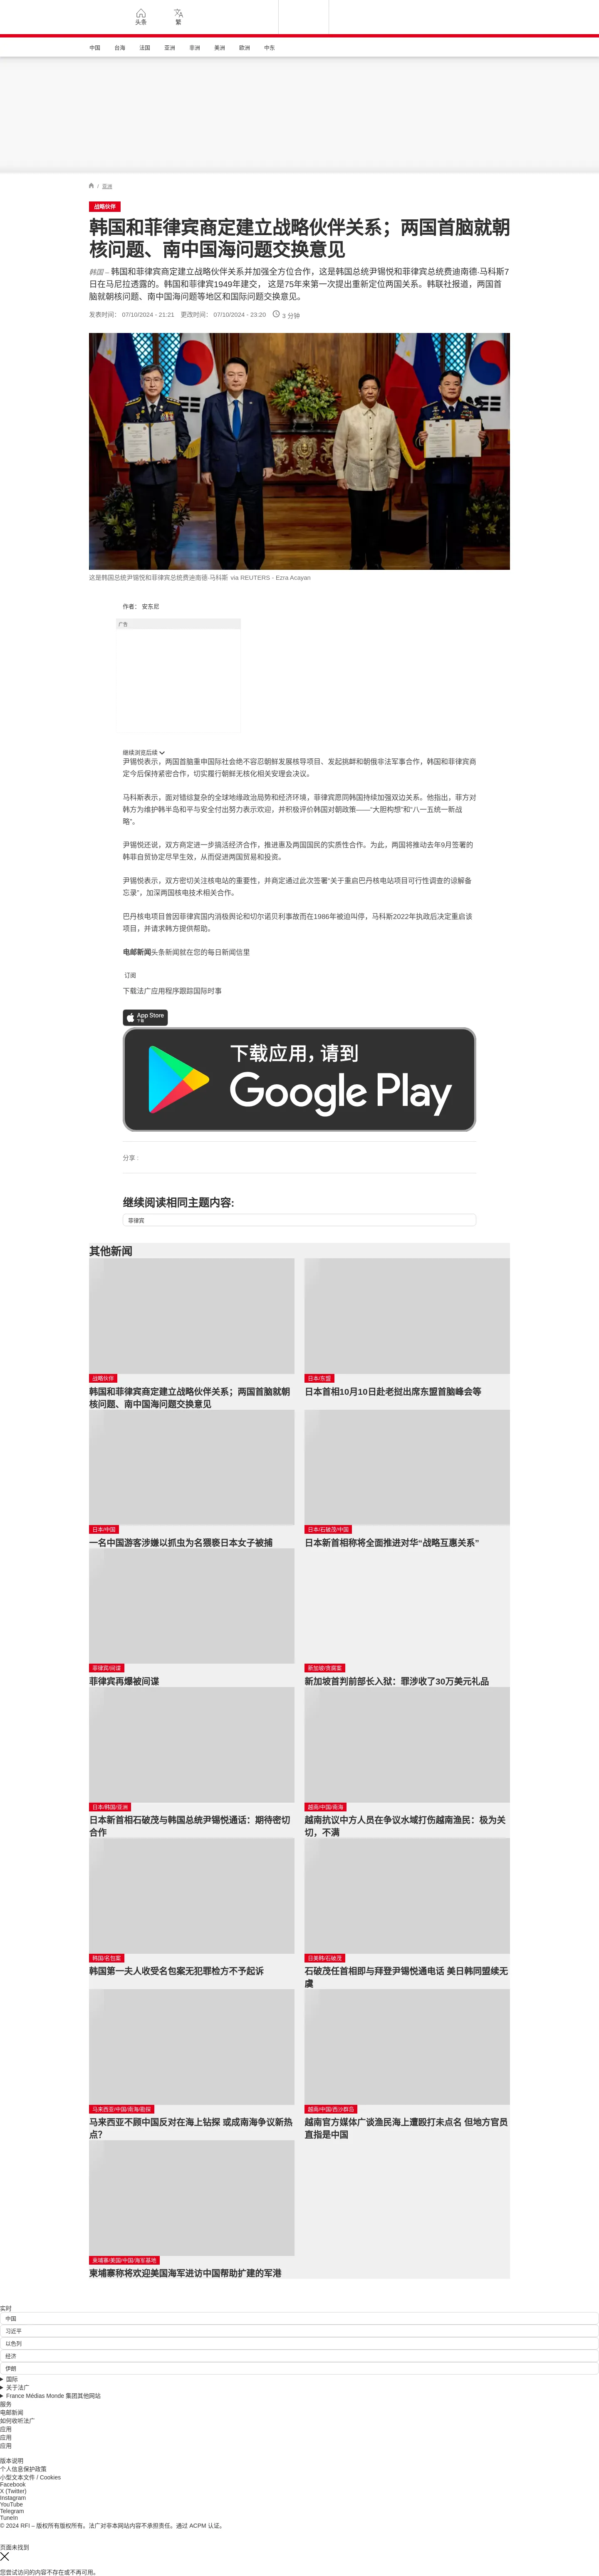 头条
繁
中国
台海
法国
亚洲
非洲
美洲
欧洲
中东
/ 亚洲
战略伙伴
韩国和菲律宾商定建立战略伙伴关系；两国首脑就朝
核问题、南中国海问题交换意见
韩国 – 韩国和菲律宾商定建立战略伙伴关系并加强全方位合作，这是韩国总统尹锡悦和菲律宾总统费迪南德·马科斯7
日在马尼拉透露的。韩国和菲律宾1949年建交， 这是75年来第一次提出重新定位两国关系。韩联社报道，两国首
脑就朝核问题、南中国海问题等地区和国际问题交换意见。
发表时间： 07/10/2024 - 21:21 更改时间： 07/10/2024 - 23:20 3 分钟
这是韩国总统尹锡悦和菲律宾总统费迪南德·马科斯 via REUTERS - Ezra Acayan
作者： 安东尼
广告
继续浏览后续
尹锡悦表示，两国首脑重申国际社会绝不容忍朝鲜发展核导项目、发起挑衅和朝俄非法军事合作，韩国和菲律宾商
定今后保持紧密合作，切实履行朝鲜无核化相关安理会决议。
马科斯表示，面对错综复杂的全球地缘政治局势和经济环境，菲律宾愿同韩国持续加强双边关系。他指出，菲方对
韩方为维护韩半岛和平与安全付出努力表示欢迎，并积极评价韩国对朝政策——“大胆构想”和“八一五统一新战
略”。
尹锡悦还说，双方商定进一步搞活经济合作，推进惠及两国国民的实质性合作。为此，两国将推动去年9月签署的
韩菲自贸协定尽早生效，从而促进两国贸易和投资。
尹锡悦表示，双方密切关注核电站的重要性，并商定通过此次签署“关于重启巴丹核电站项目可行性调查的谅解备
忘录”，加深两国核电技术相关合作。
巴丹核电项目曾因菲律宾国内消极舆论和切尔诺贝利事故而在1986年被迫叫停，马科斯2022年执政后决定重启该
项目，并请求韩方提供帮助。
电邮新闻头条新闻就在您的每日新闻信里
订阅
下载法广应用程序跟踪国际时事
App Store
下载
下载应用，请到
Google Play
分享 :
继续阅读相同主题内容:
菲律宾
其他新闻
战略伙伴
韩国和菲律宾商定建立战略伙伴关系；两国首脑就朝
核问题、南中国海问题交换意见
日本/东盟
日本首相10月10日赴老挝出席东盟首脑峰会等
日本/中国
一名中国游客涉嫌以抓虫为名猥亵日本女子被捕
日本/石破茂/中国
日本新首相称将全面推进对华“战略互惠关系”
菲律宾/间谍
菲律宾再爆被间谍
新加坡/贪腐案
新加坡首判前部长入狱：罪涉收了30万美元礼品
日本/韩国/亚洲
日本新首相石破茂与韩国总统尹锡悦通话：期待密切
合作
越南/中国/南海
越南抗议中方人员在争议水域打伤越南渔民：极为关
切，不满
韩国/名包案
韩国第一夫人收受名包案无犯罪检方不予起诉
日美韩/石破茂
石破茂任首相即与拜登尹锡悦通电话 美日韩同盟续无
虞
马来西亚/中国/南海/勘探
马来西亚不顾中国反对在海上钻探 或成南海争议新热
点？
越南/中国/西沙群岛
越南官方媒体广谈渔民海上遭殴打未点名 但地方官员
直指是中国
柬埔寨/美国/中国/海军基地
柬埔寨称将欢迎美国海军进访中国帮助扩建的军港
实时
中国
习近平
以色列
经济
伊朗
国际
关于法广
France Médias Monde 集团其他网站
服务
电邮新闻
如何收听法广
应用
应用
应用
版本说明
个人信息保护政策
小型文本文件 / Cookies
Facebook
X (Twitter)
Instagram
YouTube
Telegram
TuneIn
© 2024 RFI – 版权所有版权所有。法广对非本网站内容不承担责任。通过 ACPM 认证。
页面未找到
您尝试访问的内容不存在或不再可用。